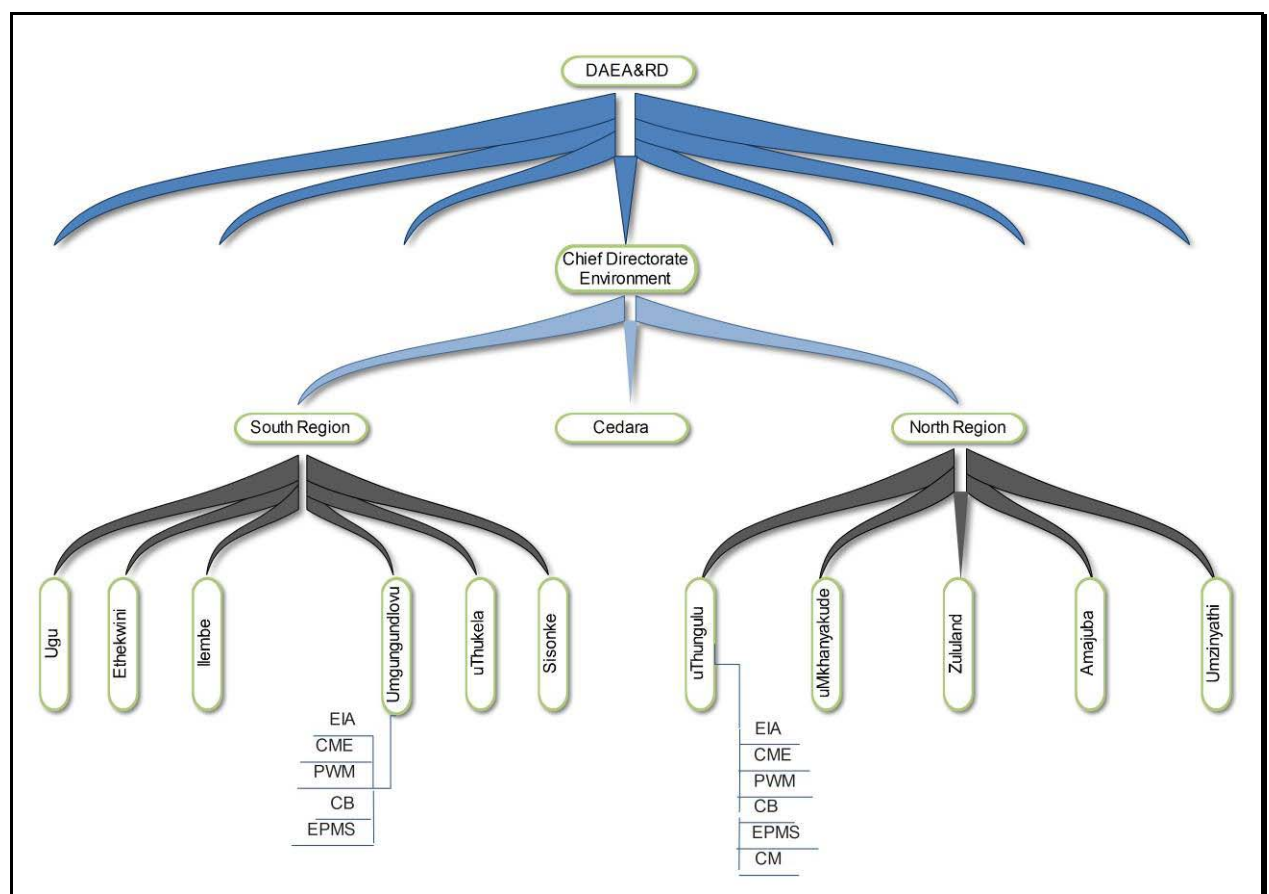 DAEA&RD
Chief Directorate
Environment
South Region
Cedara
North Region
Ugu
Ethekwini
Ilembe
Umgungundlovu
uThukela
Sisonke
uThungulu
uMkhanyakude
Zululand
Amajuba
Umzinyathi
EIA
CME
PWM
CB
EPMS
EIA
CME
PWM
CB
EPMS
CM